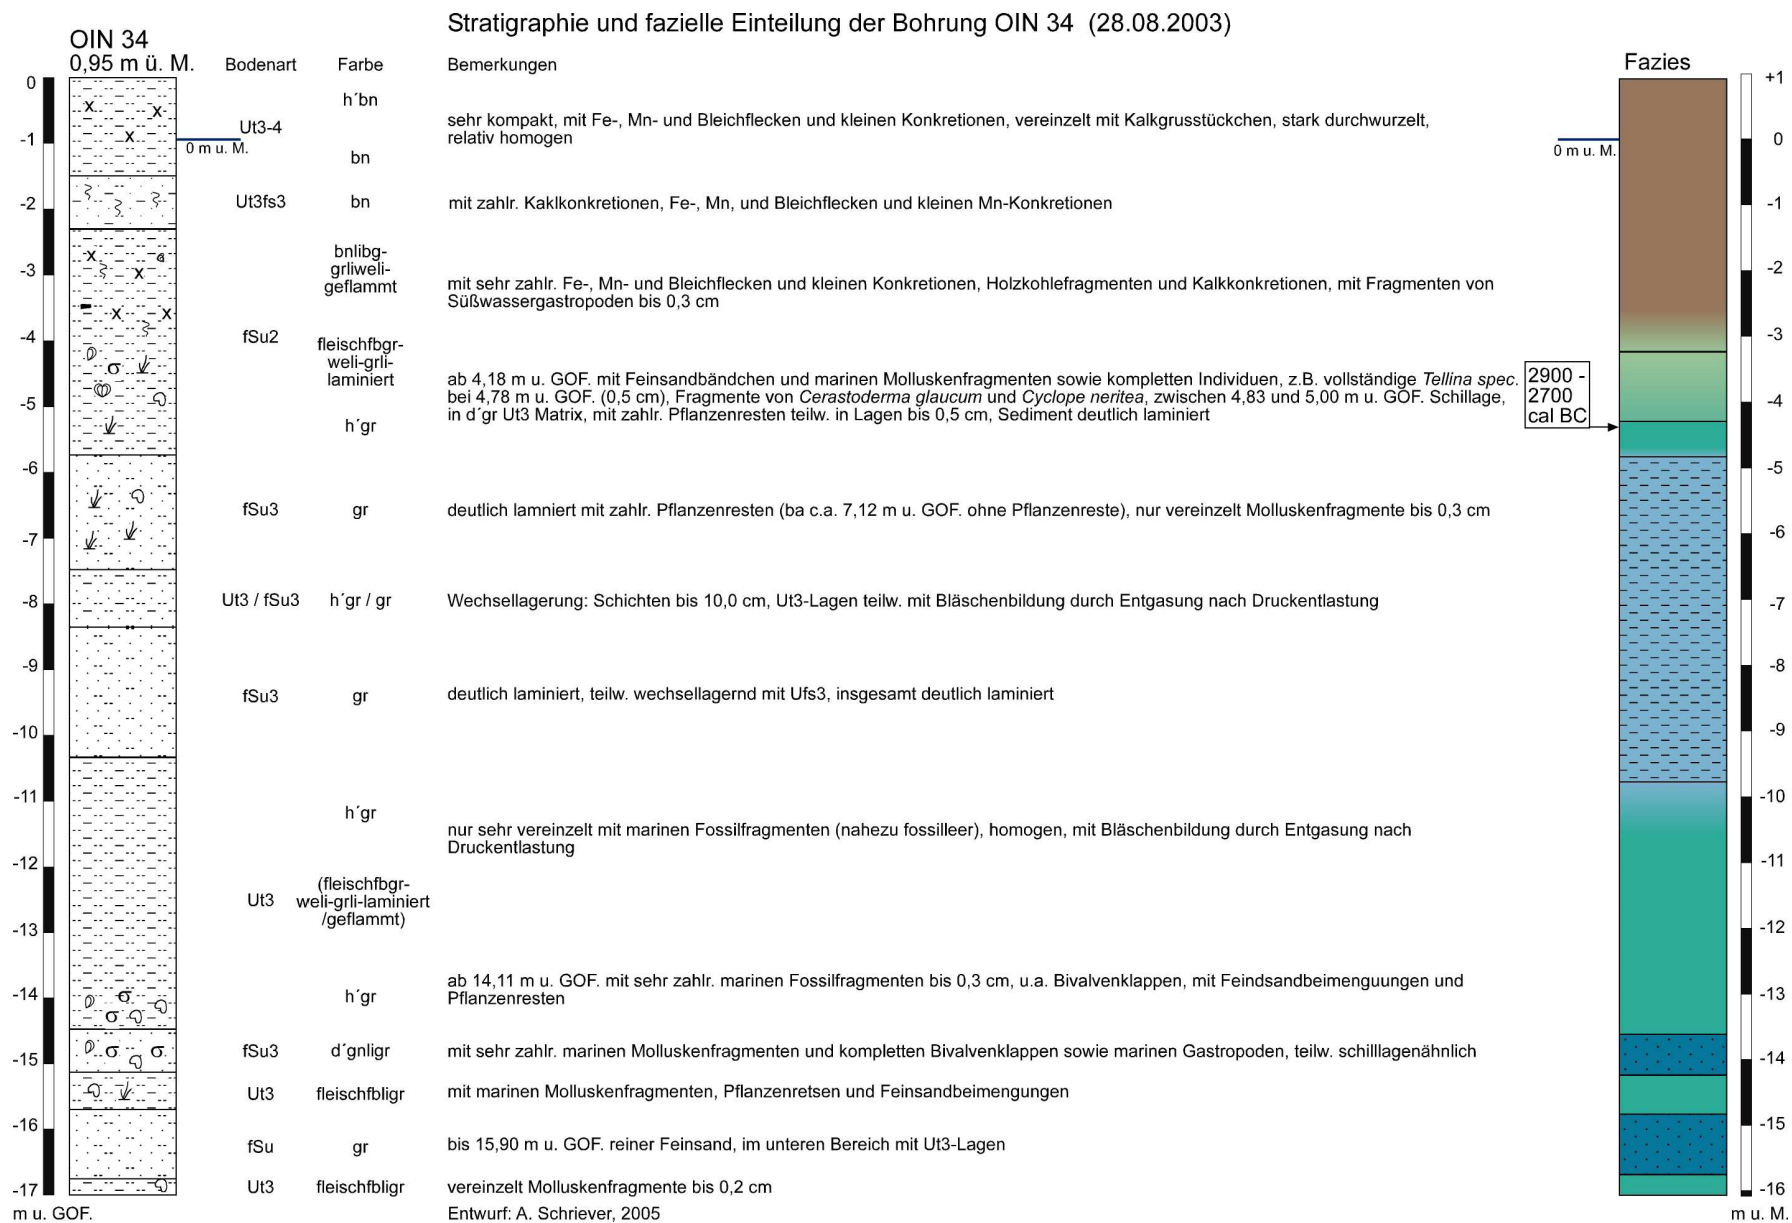 Stratigraphie und fazielle Einteilung der Bohrung OIN 34 (28.08.2003)
OIN 34
0,95 m ü. M.
Bodenart
Farbe
Bemerkungen
Fazies
0
-1
-2
-3
-4
-5
-6
-7
-8
-9
-10
-11
-12
-13
-14
-15
-16
-17
m u. GOF.
0 m u. M.
Ut3-4
h´bn
bn
sehr kompakt, mit Fe-, Mn- und Bleichflecken und kleinen Konkretionen, vereinzelt mit Kalkgrusstückchen, stark durchwurzelt,
relativ homogen
Ut3fs3
bn
mit zahlr. Kaklkonkretionen, Fe-, Mn, und Bleichflecken und kleinen Mn-Konkretionen
fSu2
bnlibg-
grliweli-
geflammt
mit sehr zahlr. Fe-, Mn- und Bleichflecken und kleinen Konkretionen, Holzkohlefragmenten und Kalkkonkretionen, mit Fragmenten von
Süßwassergastropoden bis 0,3 cm
fleischfbgr-
weli-grli-
laminiert
h´gr
ab 4,18 m u. GOF. mit Feinsandbändchen und marinen Molluskenfragmenten sowie kompletten Individuen, z.B. vollständige Tellina spec.
bei 4,78 m u. GOF. (0,5 cm), Fragmente von Cerastoderma glaucum und Cyclope neritea, zwischen 4,83 und 5,00 m u. GOF. Schillage,
in d´gr Ut3 Matrix, mit zahlr. Pflanzenresten teilw. in Lagen bis 0,5 cm, Sediment deutlich laminiert
fSu3
gr
deutlich lamniert mit zahlr. Pflanzenresten (ba c.a. 7,12 m u. GOF. ohne Pflanzenreste), nur vereinzelt Molluskenfragmente bis 0,3 cm
Ut3 / fSu3
h´gr / gr
Wechsellagerung: Schichten bis 10,0 cm, Ut3-Lagen teilw. mit Bläschenbildung durch Entgasung nach Druckentlastung
fSu3
gr
deutlich laminiert, teilw. wechsellagernd mit Ufs3, insgesamt deutlich laminiert
Ut3
h´gr
nur sehr vereinzelt mit marinen Fossilfragmenten (nahezu fossilleer), homogen, mit Bläschenbildung durch Entgasung nach
Druckentlastung
(fleischfbgr-
weli-grli-laminiert
/geflammt)
h´gr
ab 14,11 m u. GOF. mit sehr zahlr. marinen Fossilfragmenten bis 0,3 cm, u.a. Bivalvenklappen, mit Feindsandbeimenguungen und
Pflanzenresten
fSu3
d´gnligr
mit sehr zahlr. marinen Molluskenfragmenten und kompletten Bivalvenklappen sowie marinen Gastropoden, teilw. schilllagenähnlich
Ut3
fleischfbligr
mit marinen Molluskenfragmenten, Pflanzenretsen und Feinsandbeimengungen
fSu
gr
bis 15,90 m u. GOF. reiner Feinsand, im unteren Bereich mit Ut3-Lagen
Ut3
fleischfbligr
vereinzelt Molluskenfragmente bis 0,2 cm
Entwurf: A. Schriever, 2005
0 m u. M.
2900 -
2700
cal BC
+1
0
-1
-2
-3
-4
-5
-6
-7
-8
-9
-10
-11
-12
-13
-14
-15
-16
m u. M.